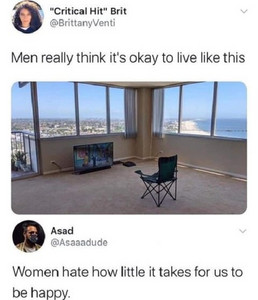 "Critical Hit" Brit
@BrittanyVenti
Men really think it's okay to live like this
Asad
@Asaaadude
Women hate how little it takes for us to
be happy.